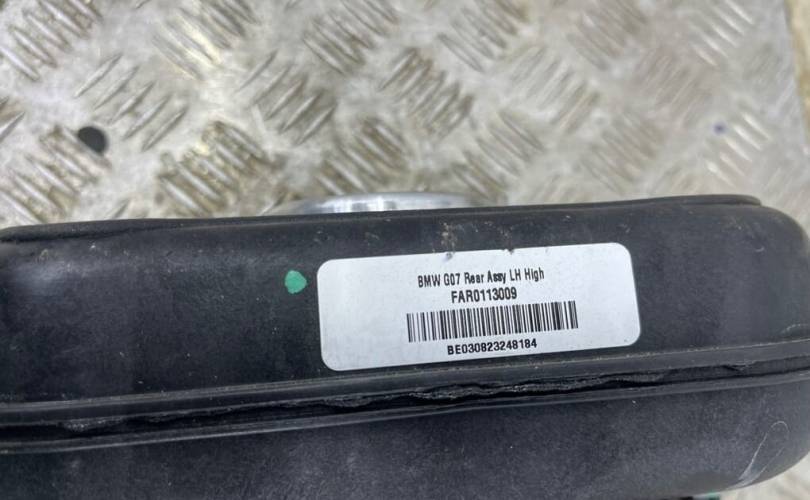 BMW G07 Rear Assy LH High
FAR0113009
BE030823248184